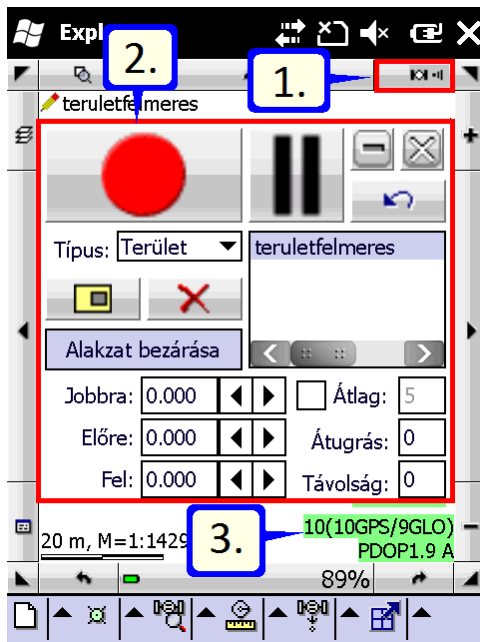 Expl
2.
1.
teruletfelmeres
Típus: Terület
teruletfelmeres
Alakzat bezárása
Jobbra: 0.000
Átlag: 5
Előre: 0.000
Átugrás: 0
Fel: 0.000
Távolság: 0
3.
10(10GPS/9GLO)
20 m, M=1:1429
PDOP1.9 A
89%